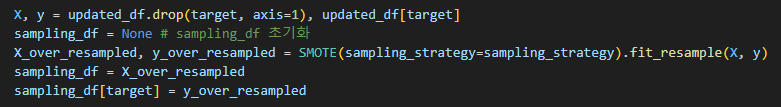 X, y = updated_df.drop(target, axis=1), updated_df[target]
sampling_df = None # sampling_df 초기화
X_over_resampled, y_over_resampled = SMOTE(sampling_strategy=sampling_strategy).fit_resample(X, y)
sampling_df = X_over_resampled
sampling_df[target] = y_over_resampled